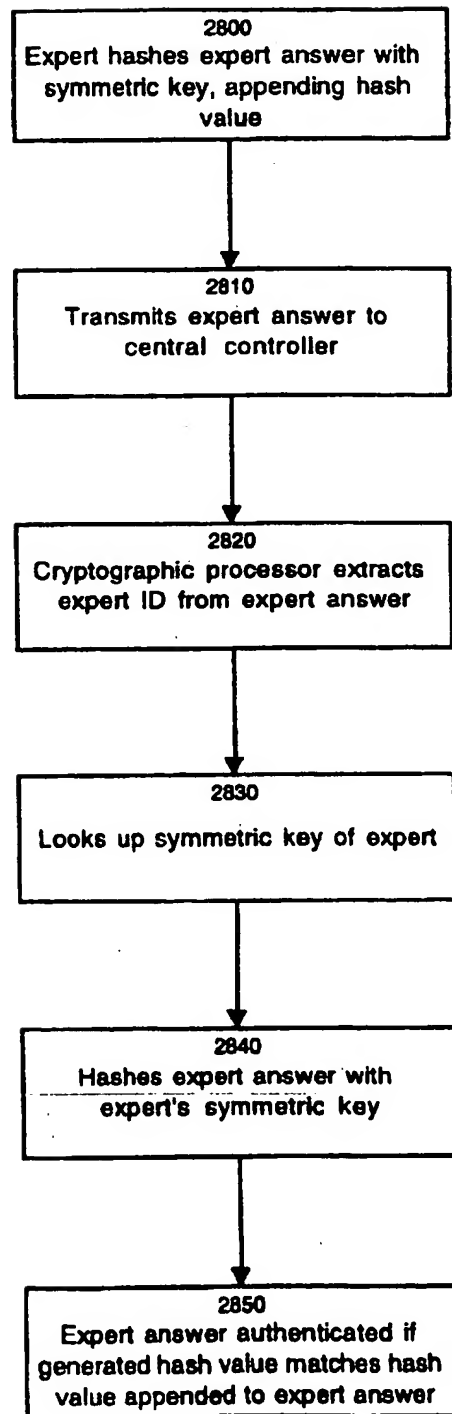 2800
Expert hashes expert answer with
symmetric key, appending hash
value
2810
Transmits expert answer to
central controller
2820
Cryptographic processor extracts
expert ID from expert answer
2830
Looks up symmetric key of expert
2840
Hashes expert answer with
expert's symmetric key
2850
Expert answer authenticated if
generated hash value matches hash
value appended to expert answer